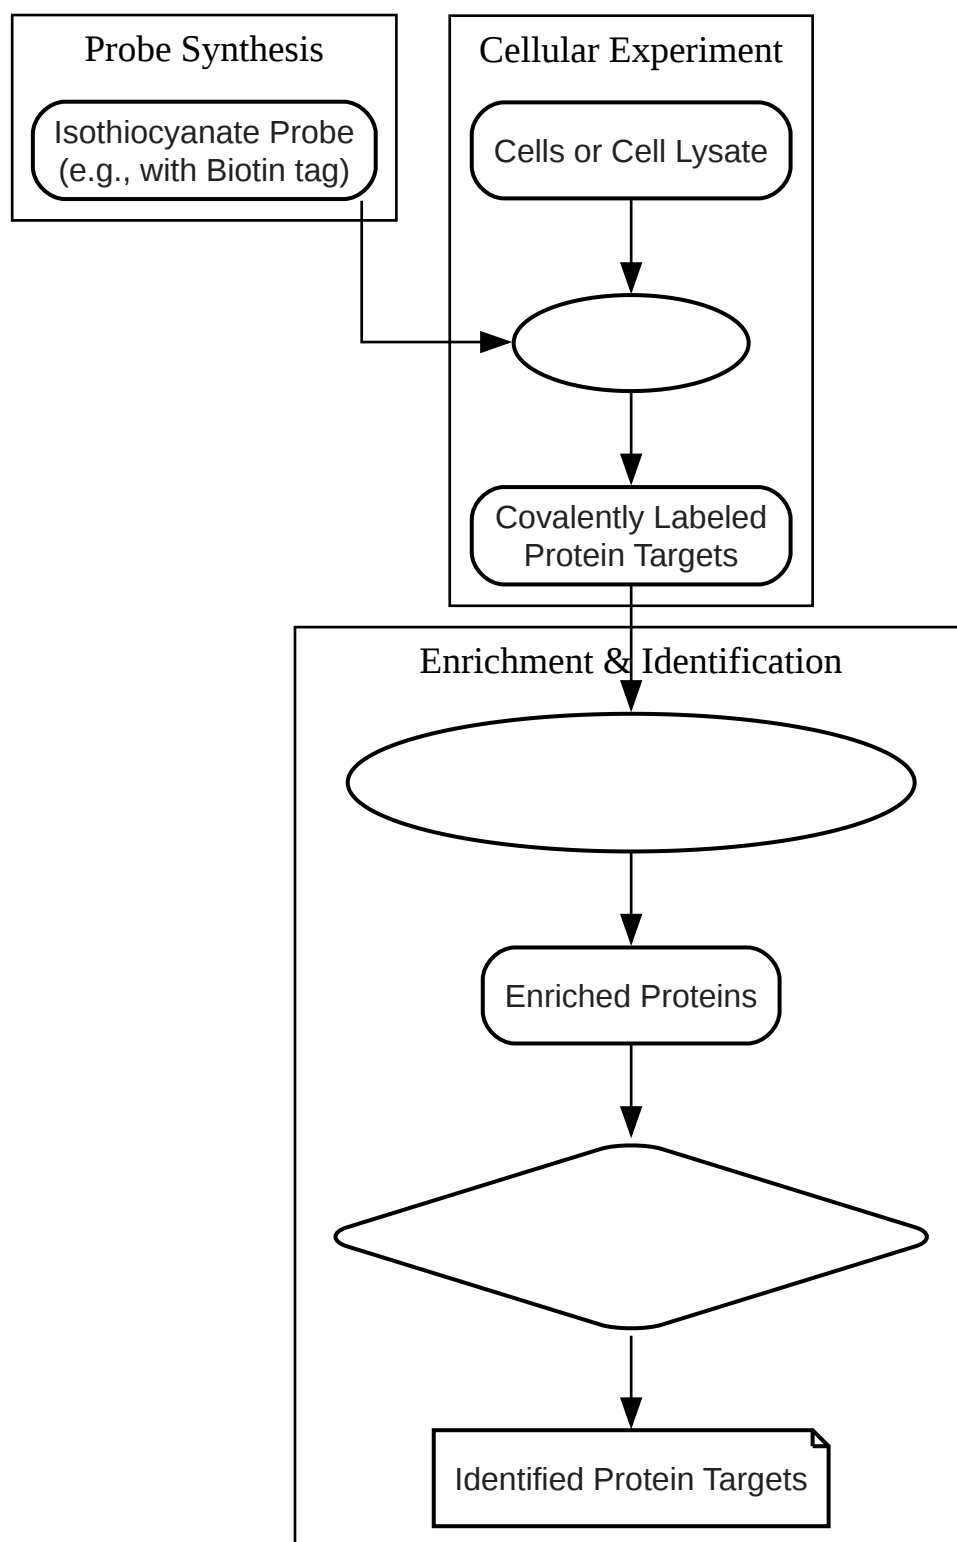 Probe Synthesis
Isothiocyanate Probe
(e.g., with Biotin tag)
Cellular Experiment
Cells or Cell Lysate
Covalently Labeled
Protein Targets
Enrichment & Identification
Enriched Proteins
Identified Protein Targets